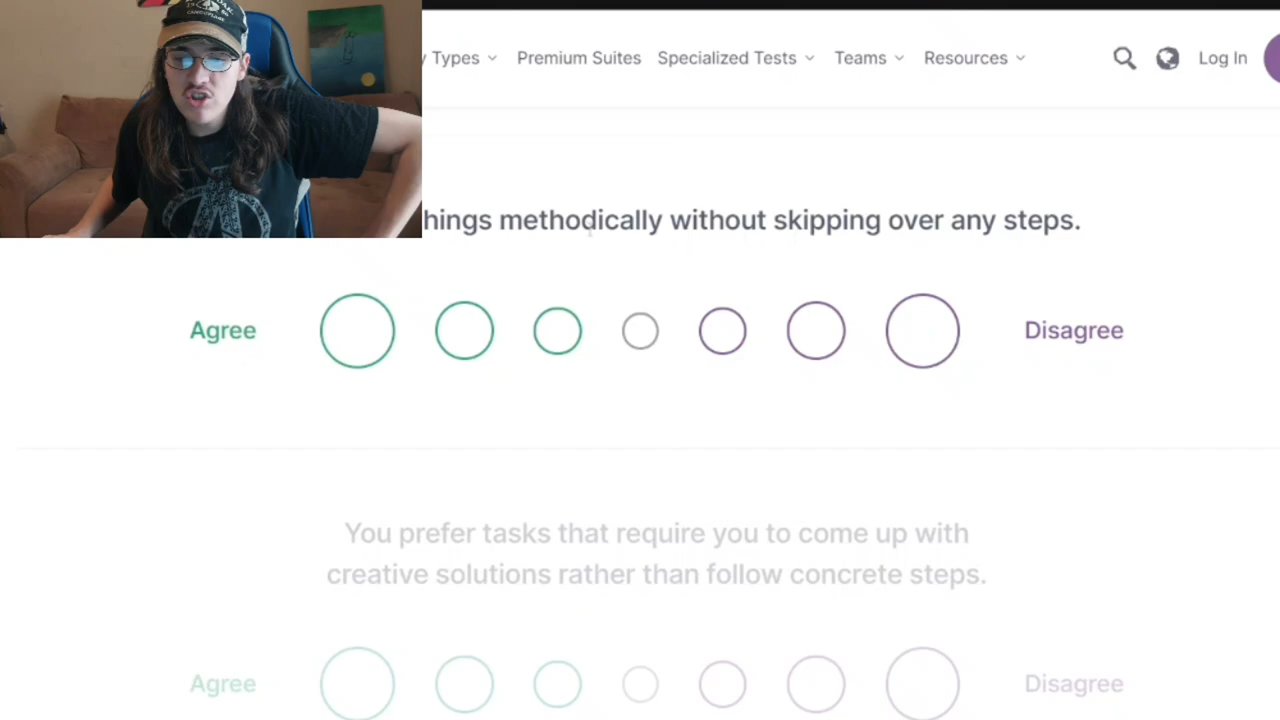 Types
Premium Suites
Specialized Tests
Teams
Resources
Log In
hings methodically without skipping over any steps.
Agree
Disagree
You prefer tasks that require you to come up with
creative solutions rather than follow concrete steps.
Agree
Disagree